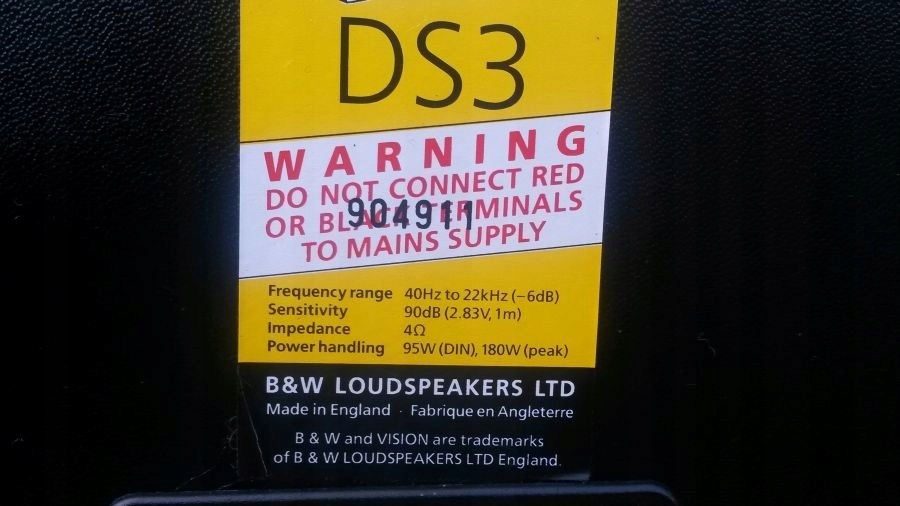 DS3
WARNING
DO NOT CONNECT RED
OR BLACK TERMINALS
904911
TO MAINS SUPPLY
Frequency range 40Hz to 22kHz (−6dB)
Sensitivity 90dB (2.83V, 1m)
Impedance 4Ω
Power handling 95W (DIN), 180W (peak)
B&W LOUDSPEAKERS LTD
Made in England · Fabrique en Angleterre
B & W and VISION are trademarks
of B & W LOUDSPEAKERS LTD England.